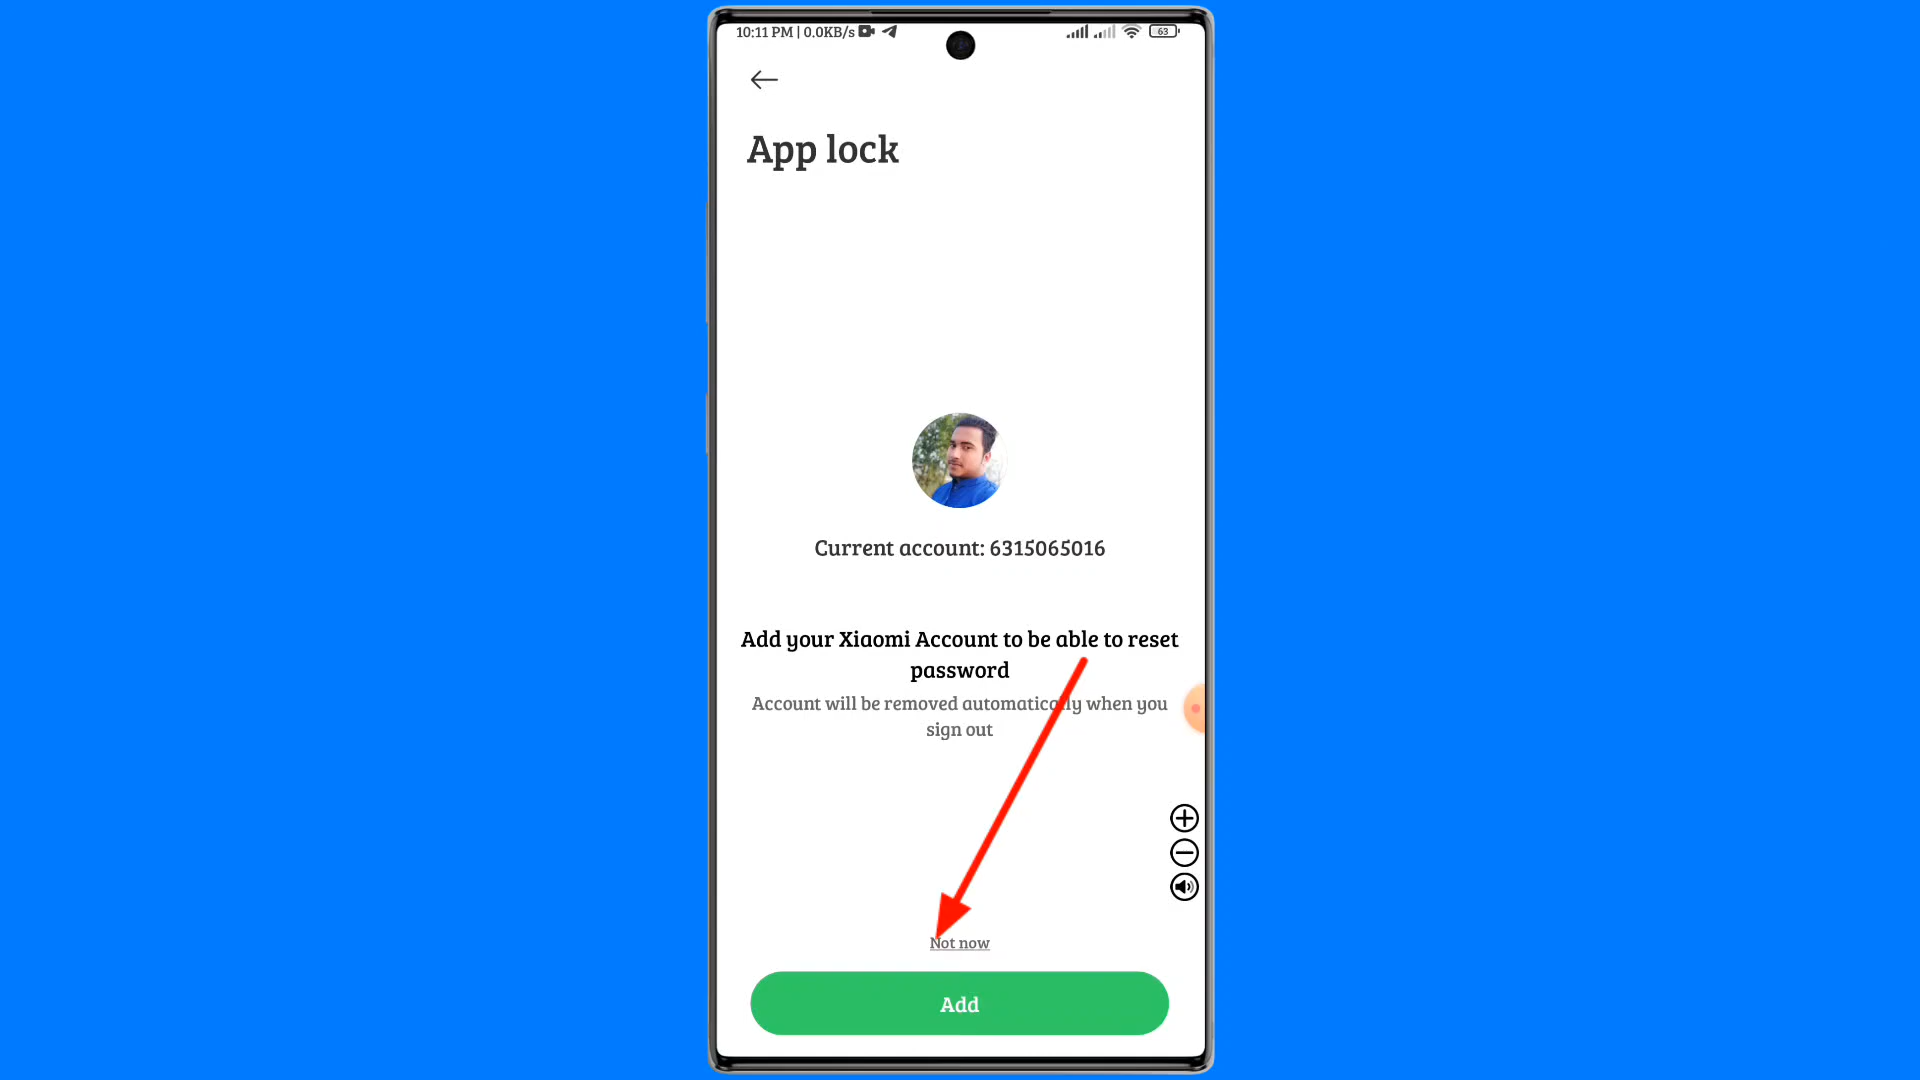 10:11 PM | 0.0KB/s
63
App lock
Current account: 6315065016
Add your Xiaomi Account to be able to reset
password
Account will be removed automatically when you
sign out
Not now
Add